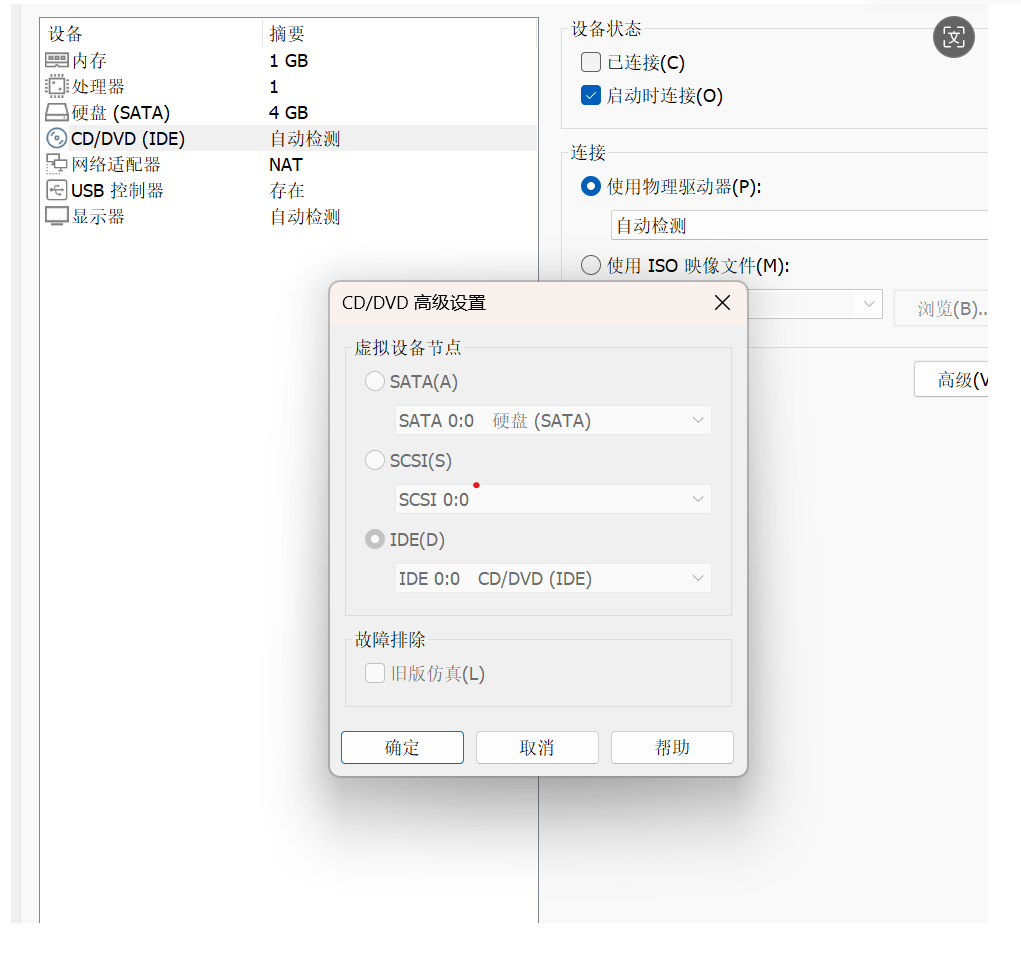 设备 摘要
内存 1 GB
处理器 1
硬盘 (SATA) 4 GB
CD/DVD (IDE) 自动检测
网络适配器 NAT
USB 控制器 存在
显示器 自动检测
设备状态
已连接(C)
启动时连接(O)
连接
使用物理驱动器(P):
自动检测
使用 ISO 映像文件(M):
浏览(B)..
高级(V
CD/DVD 高级设置
虚拟设备节点
SATA(A)
SATA 0:0 硬盘 (SATA)
SCSI(S)
SCSI 0:0
IDE(D)
IDE 0:0 CD/DVD (IDE)
故障排除
旧版仿真(L)
确定 取消 帮助
文